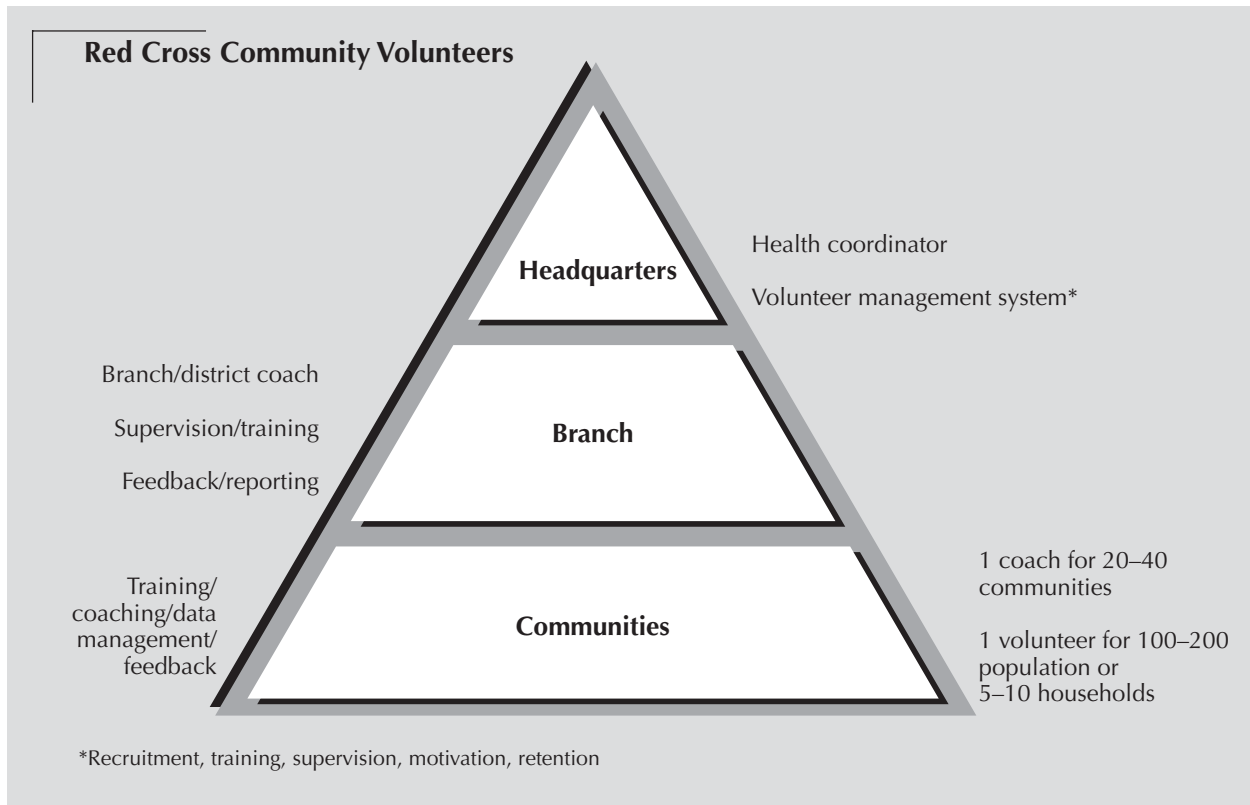 Red Cross Community Volunteers
Headquarters
Health coordinator
Volunteer management system*
Branch/district coach
Supervision/training
Feedback/reporting
Branch
Training/
coaching/data
management/
feedback
Communities
1 coach for 20–40
communities
1 volunteer for 100–200
population or
5–10 households
*Recruitment, training, supervision, motivation, retention